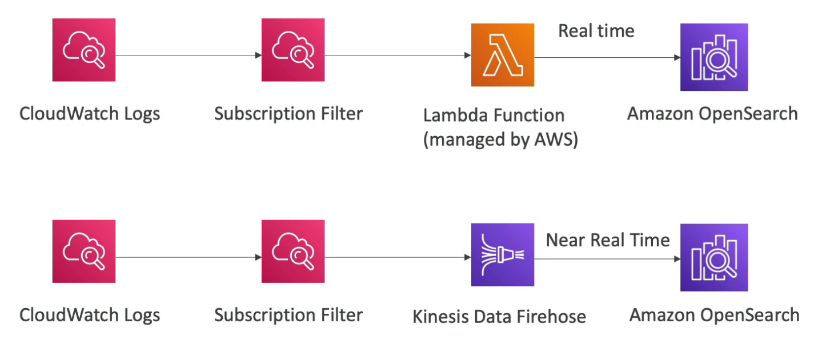 Real time
CloudWatch Logs
Subscription Filter
Lambda Function
(managed by AWS)
Amazon OpenSearch
Near Real Time
CloudWatch Logs
Subscription Filter
Kinesis Data Firehose
Amazon OpenSearch